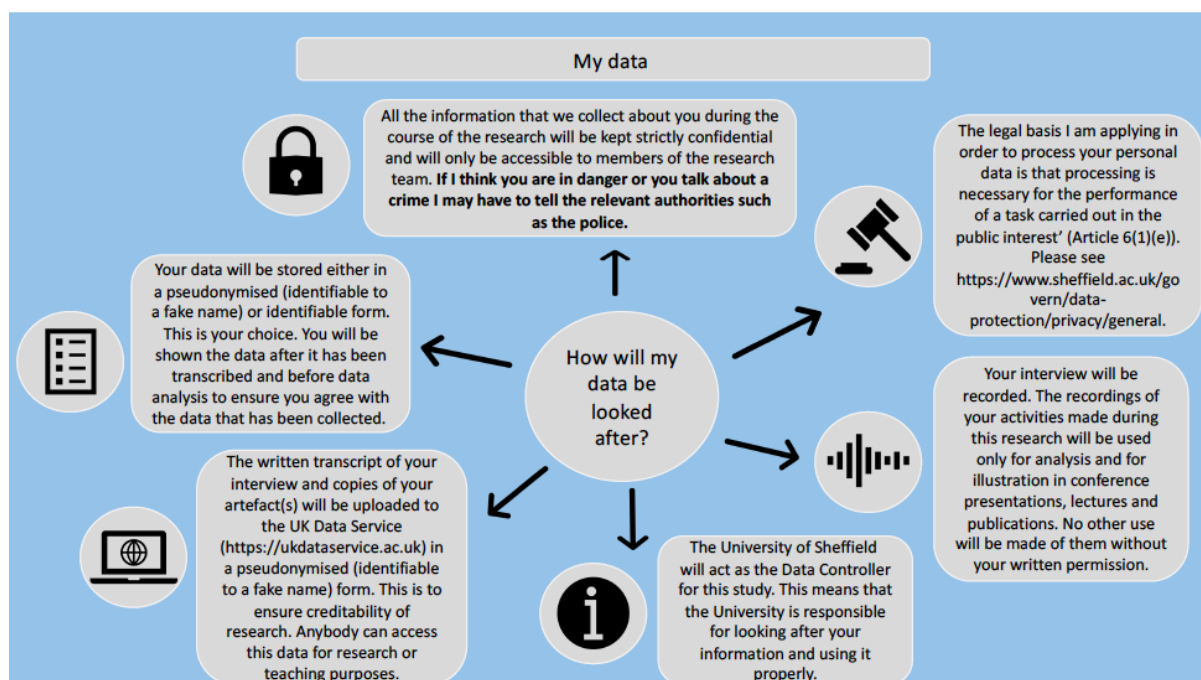 My data
All the information that we collect about you during the
course of the research will be kept strictly confidential
and will only be accessible to members of the research
team. If I think you are in danger or you talk about a
crime I may have to tell the relevant authorities such
as the police.
The legal basis I am applying in
order to process your personal
data is that processing is
necessary for the performance
of a task carried out in the
public interest’ (Article 6(1)(e)).
Please see
https://www.sheffield.ac.uk/go
vern/data-
protection/privacy/general.
Your data will be stored either in
a pseudonymised (identifiable to
a fake name) or identifiable form.
This is your choice. You will be
shown the data after it has been
transcribed and before data
analysis to ensure you agree with
the data that has been collected.
How will my
data be
looked
after?
Your interview will be
recorded. The recordings of
your activities made during
this research will be used
only for analysis and for
illustration in conference
presentations, lectures and
publications. No other use
will be made of them without
your written permission.
The written transcript of your
interview and copies of your
artefact(s) will be uploaded to
the UK Data Service
(https://ukdataservice.ac.uk) in
a pseudonymised (identifiable
to a fake name) form. This is to
ensure creditability of
research. Anybody can access
this data for research or
teaching purposes.
The University of Sheffield
will act as the Data Controller
for this study. This means that
the University is responsible
for looking after your
information and using it
properly.